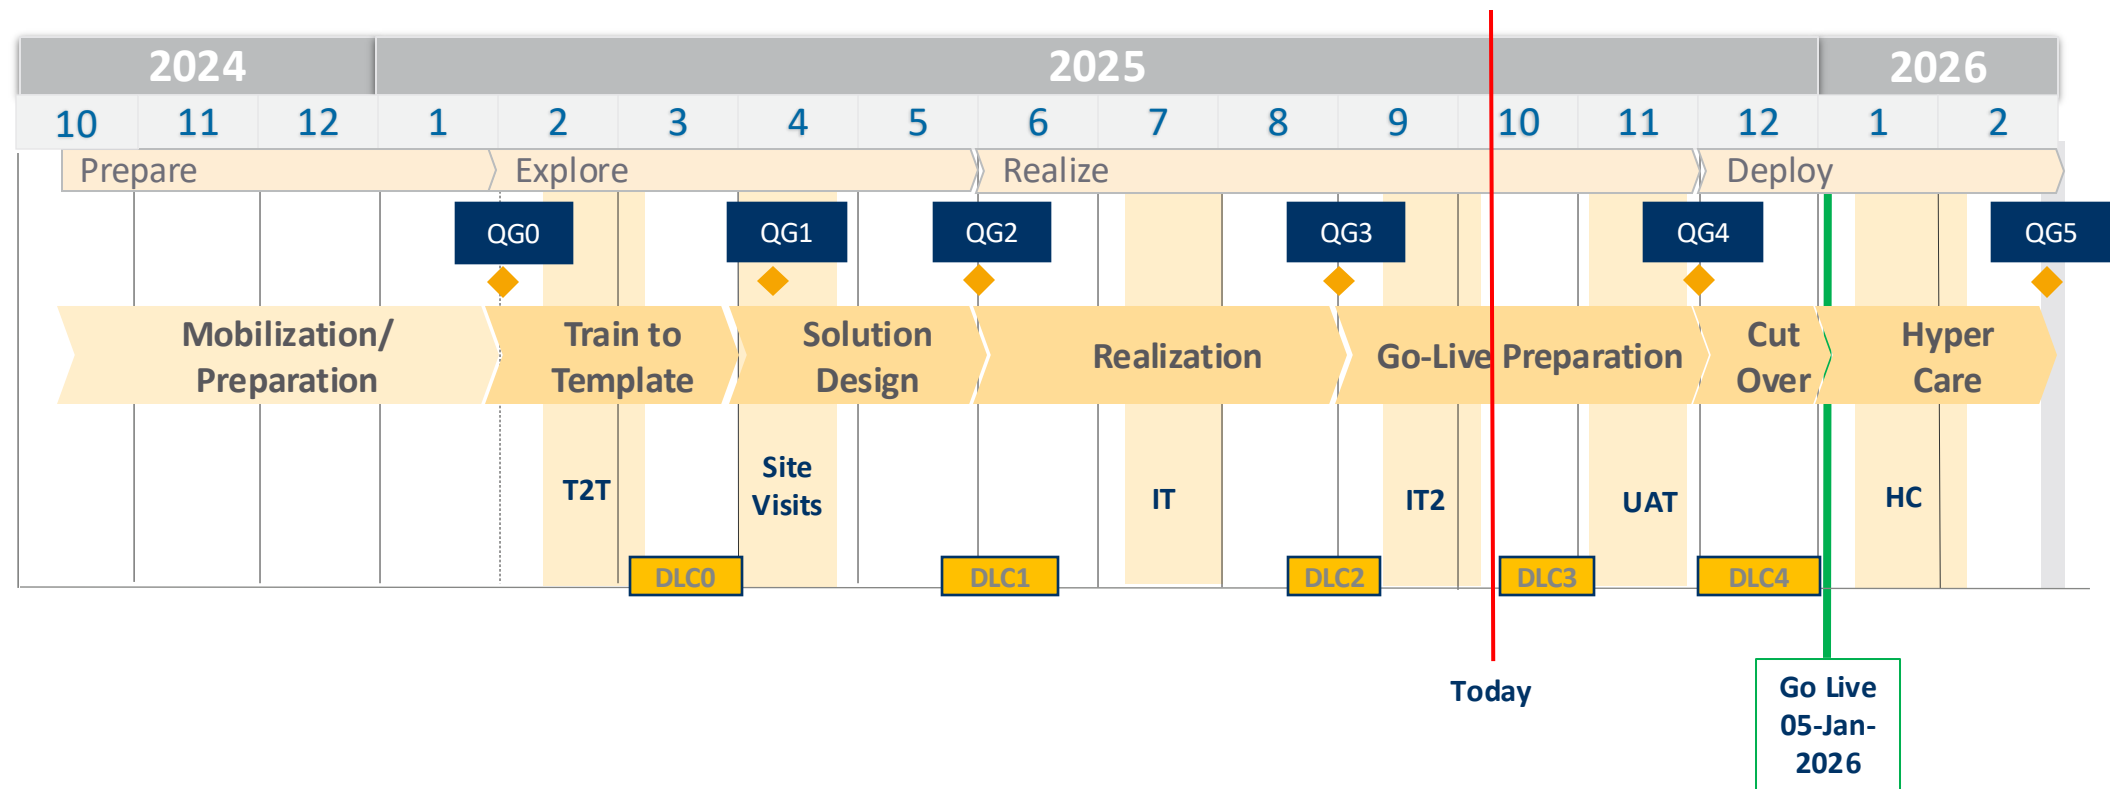 2024 2025 2026
10 11 12 1 2 3 4 5 6 7 8 9 10 11 12 1 2
Prepare Explore Realize Deploy
QG0 QG1 QG2 QG3 QG4 QG5
Mobilization/
Preparation
Train to
Template
Solution
Design
Realization
Go-Live Preparation
Cut
Over
Hyper
Care
T2T
Site
Visits
IT
IT2
UAT
HC
DLC0 DLC1 DLC2 DLC3 DLC4
Today
Go Live
05-Jan-
2026